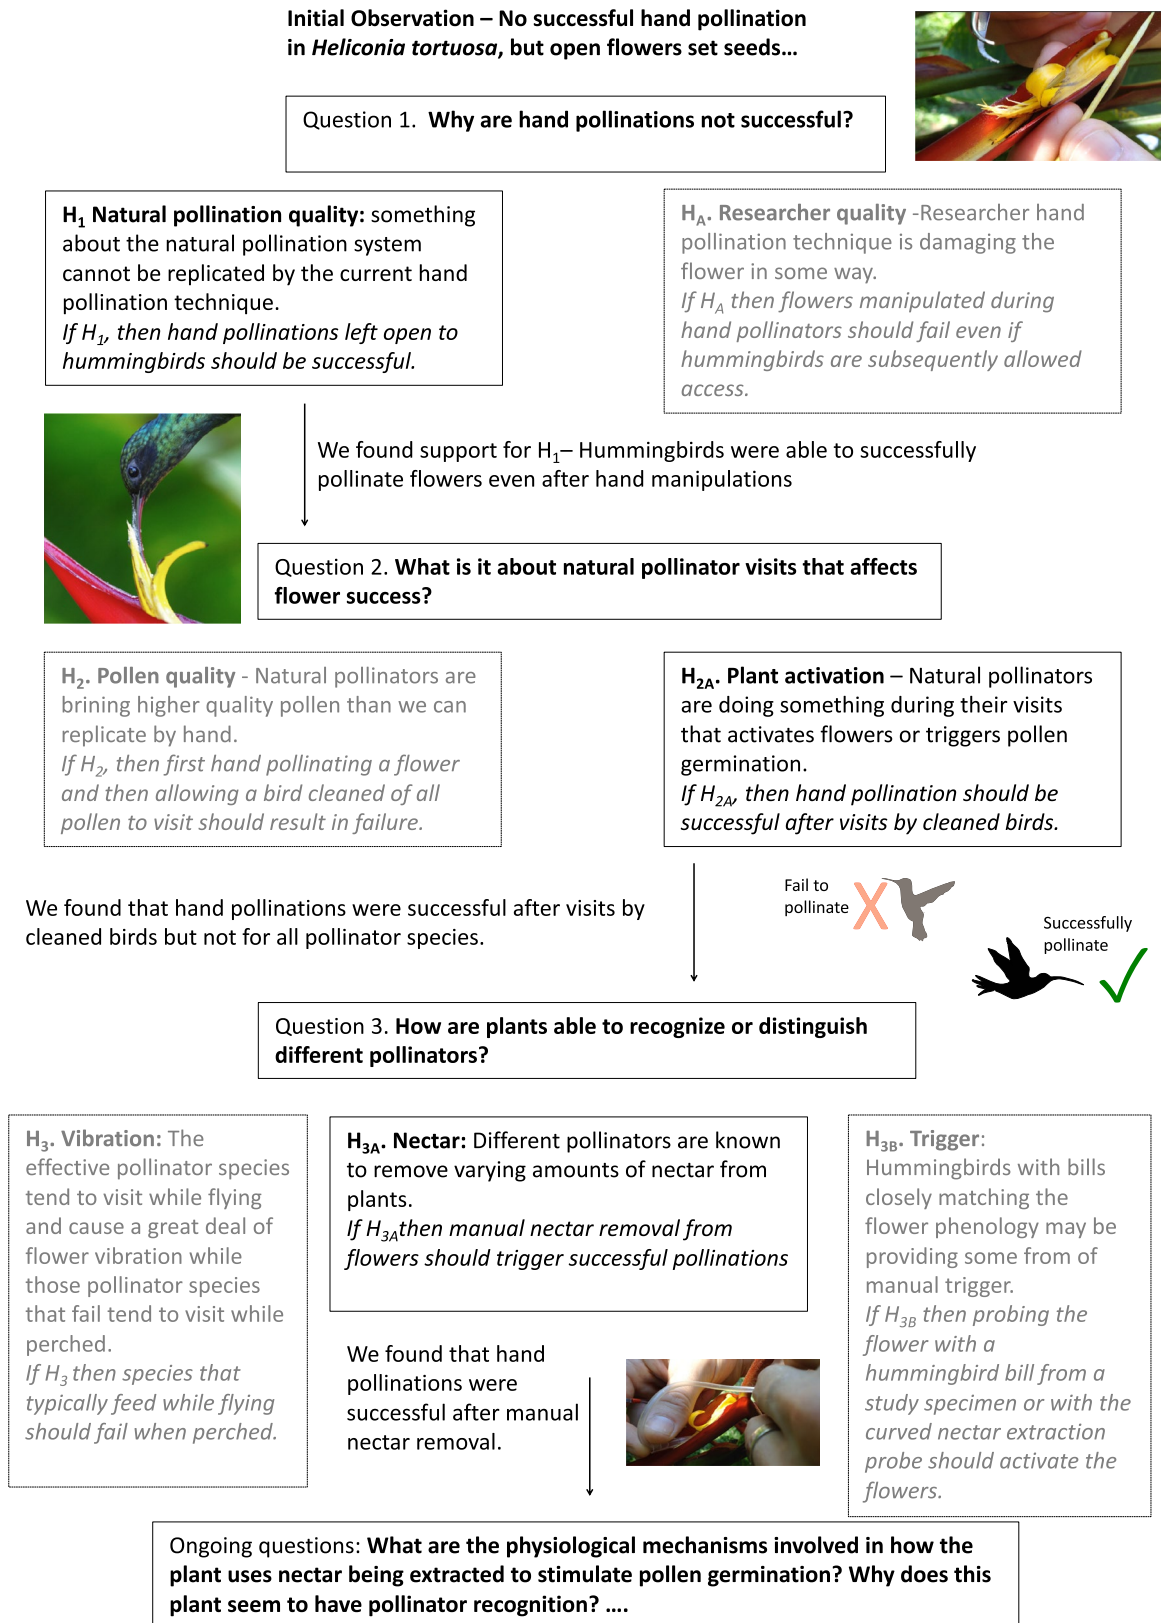 Initial Observation – No successful hand pollination
in Heliconia tortuosa, but open flowers set seeds...
Question 1. Why are hand pollinations not successful?
H1 Natural pollination quality: something
about the natural pollination system
cannot be replicated by the current hand
pollination technique.
If H1, then hand pollinations left open to
hummingbirds should be successful.
HA. Researcher quality -Researcher hand
pollination technique is damaging the
flower in some way.
If HA then flowers manipulated during
hand pollinators should fail even if
hummingbirds are subsequently allowed
access.
We found support for H1– Hummingbirds were able to successfully
pollinate flowers even after hand manipulations
Question 2. What is it about natural pollinator visits that affects
flower success?
H2. Pollen quality - Natural pollinators are
brining higher quality pollen than we can
replicate by hand.
If H2, then first hand pollinating a flower
and then allowing a bird cleaned of all
pollen to visit should result in failure.
H2A. Plant activation – Natural pollinators
are doing something during their visits
that activates flowers or triggers pollen
germination.
If H2A, then hand pollination should be
successful after visits by cleaned birds.
We found that hand pollinations were successful after visits by
cleaned birds but not for all pollinator species.
Fail to
pollinate
Successfully
pollinate
Question 3. How are plants able to recognize or distinguish
different pollinators?
H3. Vibration: The
effective pollinator species
tend to visit while flying
and cause a great deal of
flower vibration while
those pollinator species
that fail tend to visit while
perched.
If H3 then species that
typically feed while flying
should fail when perched.
H3A. Nectar: Different pollinators are known
to remove varying amounts of nectar from
plants.
If H3A then manual nectar removal from
flowers should trigger successful pollinations
H3B. Trigger:
Hummingbirds with bills
closely matching the
flower phenology may be
providing some from of
manual trigger.
If H3B then probing the
flower with a
hummingbird bill from a
study specimen or with the
curved nectar extraction
probe should activate the
flowers.
We found that hand
pollinations were
successful after manual
nectar removal.
Ongoing questions: What are the physiological mechanisms involved in how the
plant uses nectar being extracted to stimulate pollen germination? Why does this
plant seem to have pollinator recognition? ....